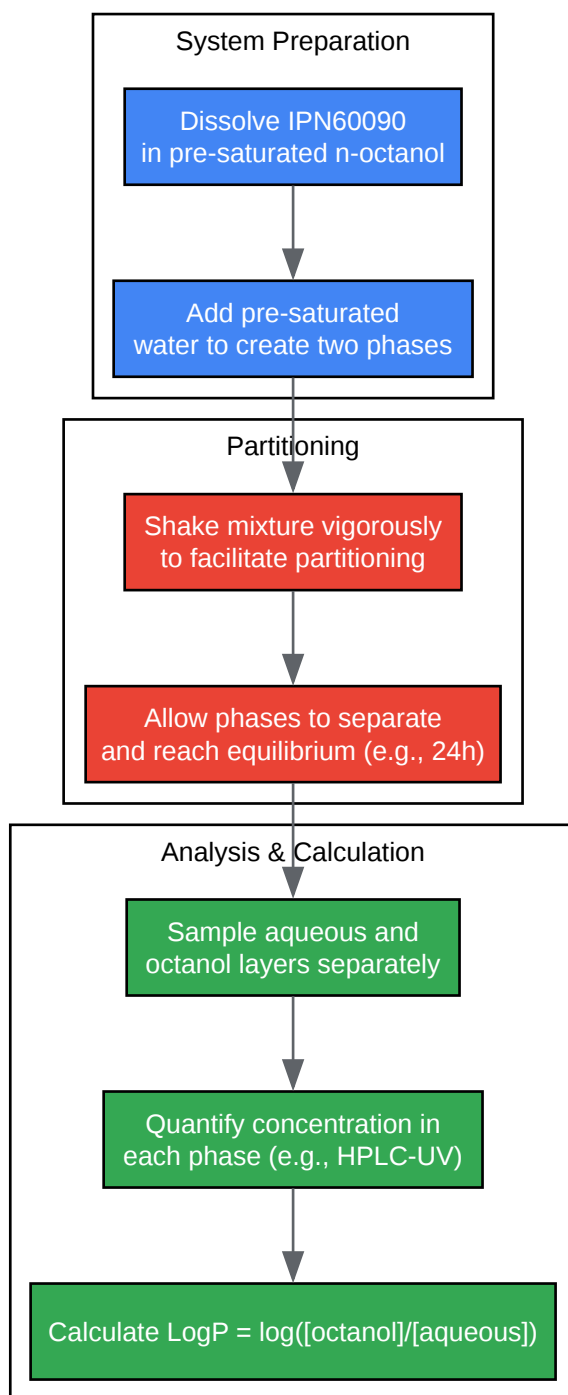 System Preparation
Dissolve IPN60090
in pre-saturated n-octanol
Add pre-saturated
water to create two phases
Partitioning
Shake mixture vigorously
to facilitate partitioning
Allow phases to separate
and reach equilibrium (e.g., 24h)
Analysis & Calculation
Sample aqueous and
octanol layers separately
Quantify concentration in
each phase (e.g., HPLC-UV)
Calculate LogP = log([octanol]/[aqueous])